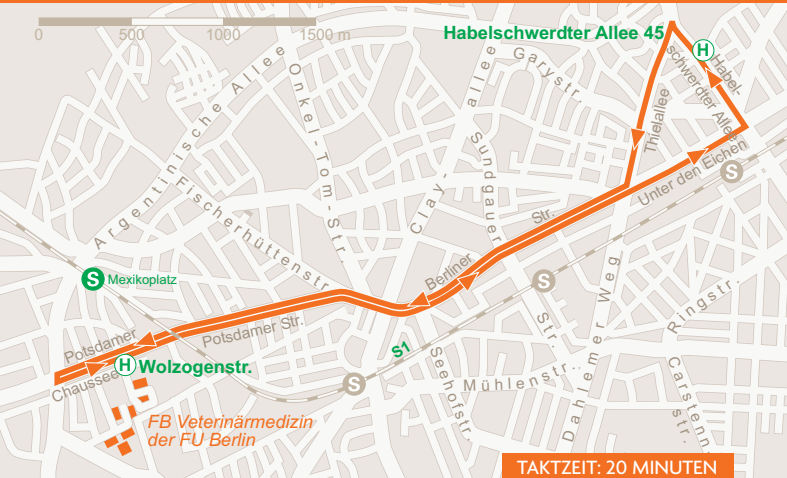 0 500 1000 1500 m
Habelschwerdter Allee 45
H
Habel-
schwerdter Allee
Garystr.
Thielallee
Argentinische Allee
Onkel-Tom-Str.
Clayallee
Sundgauer
Str.
Fischerhüttenstr.
Unter den Eichen
S
Berliner
Str.
S
S Mexikoplatz
Potsdamer
Chaussee
Potsdamer Str.
H Wolzogenstr.
S1
S
Seehofstr.
Mühlenstr.
Dahlemer Weg
Ringstr.
Carstenn-
str.
FB Veterinärmedizin
der FU Berlin
TAKTZEIT: 20 MINUTEN